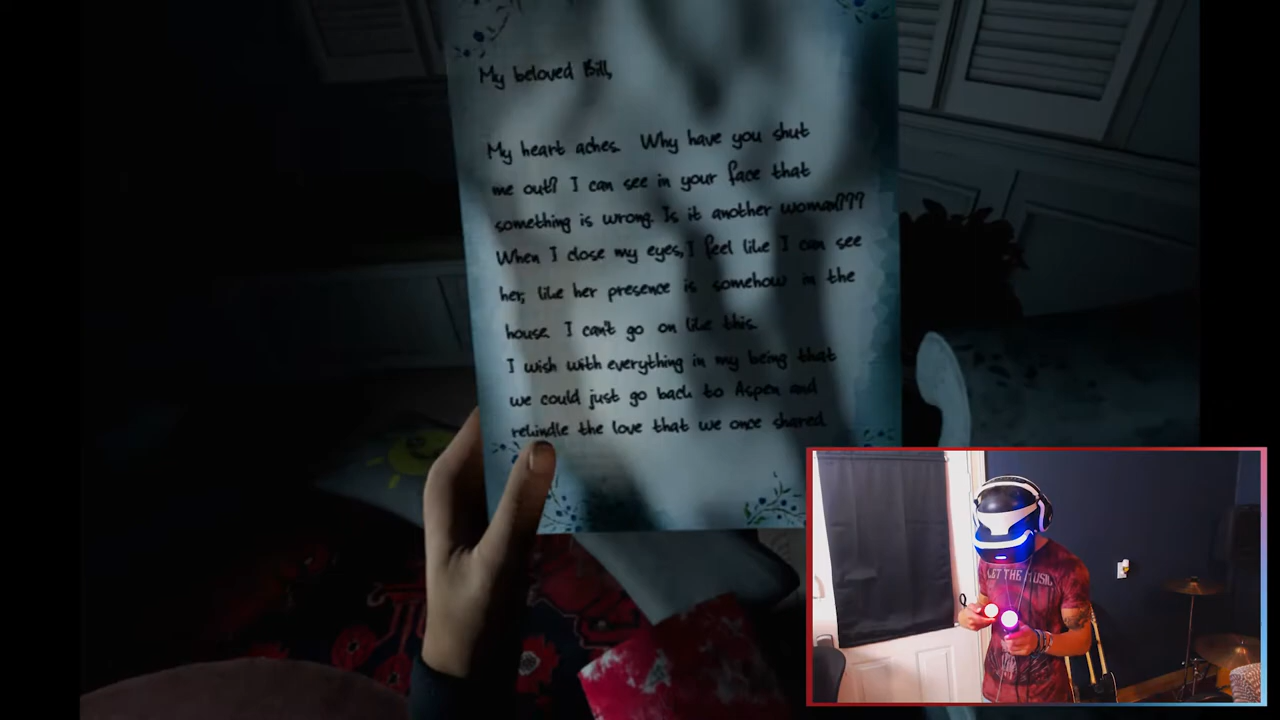 My beloved Bill,
My heart aches. Why have you shut
me out? I can see in your face that
something is wrong. Is it another woman???
When I close my eyes, I feel like I can see
her, like her presence is somehow in the
house. I can't go on like this.
I wish with everything in my being that
we could just go back to Aspen and
rekindle the love that we once shared
LET THE MUSIC